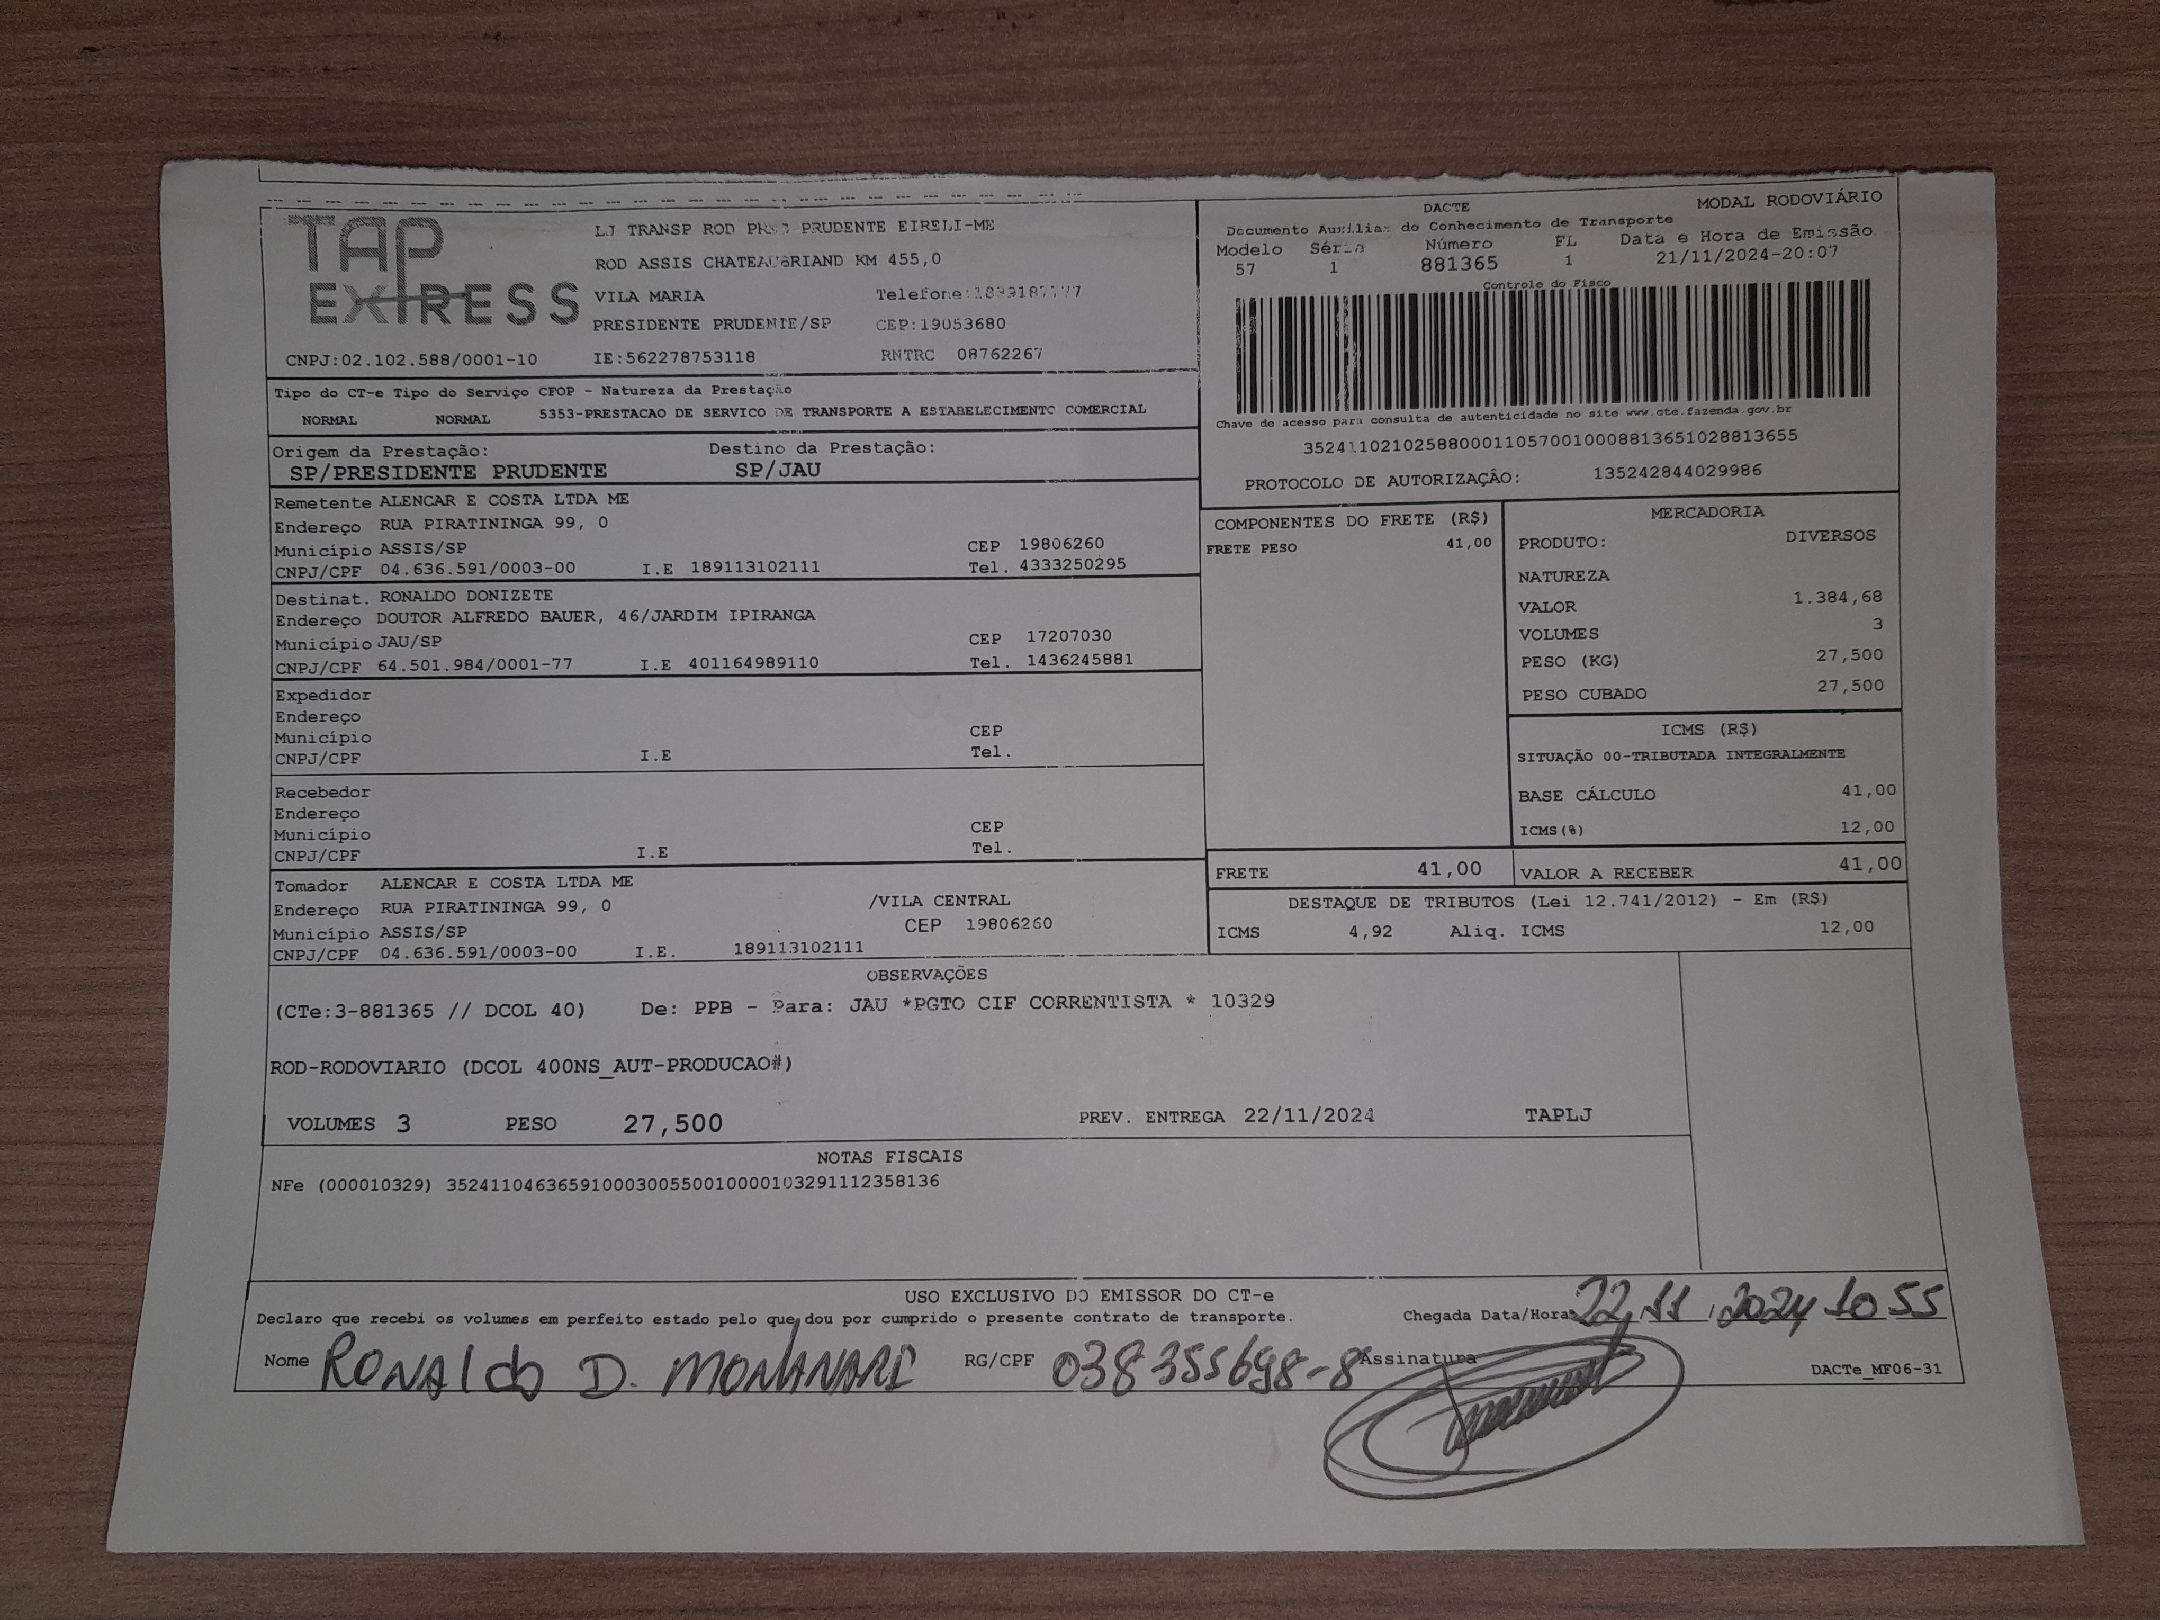 TAP
EXPRESS
LJ TRANSP ROD PRES PRUDENTE EIRELI-ME
ROD ASSIS CHATEAUBRIAND KM 455,0
VILA MARIA Telefone:1839187777
PRESIDENTE PRUDENTE/SP CEP:19053680
CNPJ:02.102.588/0001-10 IE:562278753118 RNTRC 08762267
DACTE MODAL RODOVIÁRIO
Documento Auxiliar do Conhecimento de Transporte
Modelo Série Número FL Data e Hora de Emissão
57 1 881365 1 21/11/2024-20:07
Controle do Fisco
Chave de acesso para consulta de autenticidade no site www.cte.fazenda.gov.br
35241102102588000110570010008813651028813655
PROTOCOLO DE AUTORIZAÇÃO: 135242844029986
Tipo do CT-e Tipo do Serviço CFOP - Natureza da Prestação
NORMAL NORMAL 5353-PRESTACAO DE SERVICO DE TRANSPORTE A ESTABELECIMENTO COMERCIAL
Origem da Prestação: Destino da Prestação:
SP/PRESIDENTE PRUDENTE SP/JAU
Remetente ALENCAR E COSTA LTDA ME
Endereço RUA PIRATININGA 99, 0
Município ASSIS/SP CEP 19806260
CNPJ/CPF 04.636.591/0003-00 I.E 189113102111 Tel. 4333250295
Destinat. RONALDO DONIZETE
Endereço DOUTOR ALFREDO BAUER, 46/JARDIM IPIRANGA
Município JAU/SP CEP 17207030
CNPJ/CPF 64.501.984/0001-77 I.E 401164989110 Tel. 1436245881
Expedidor
Endereço
Município CEP
CNPJ/CPF I.E Tel.
Recebedor
Endereço
Município CEP
CNPJ/CPF I.E Tel.
Tomador ALENCAR E COSTA LTDA ME
Endereço RUA PIRATININGA 99, 0 /VILA CENTRAL
Município ASSIS/SP CEP 19806260
CNPJ/CPF 04.636.591/0003-00 I.E. 189113102111
COMPONENTES DO FRETE (R$)
FRETE PESO 41,00
MERCADORIA
PRODUTO: DIVERSOS
NATUREZA
VALOR 1.384,68
VOLUMES 3
PESO (KG) 27,500
PESO CUBADO 27,500
ICMS (R$)
SITUAÇÃO 00-TRIBUTADA INTEGRALMENTE
BASE CÁLCULO 41,00
ICMS(%) 12,00
FRETE 41,00 VALOR A RECEBER 41,00
DESTAQUE DE TRIBUTOS (Lei 12.741/2012) - Em (R$)
ICMS 4,92 Aliq. ICMS 12,00
OBSERVAÇÕES
(CTe:3-881365 // DCOL 40) De: PPB - Para: JAU *PGTO CIF CORRENTISTA * 10329
ROD-RODOVIARIO (DCOL 400NS_AUT-PRODUCAO#)
VOLUMES 3 PESO 27,500 PREV. ENTREGA 22/11/2024 TAPLJ
NOTAS FISCAIS
NFe (000010329) 35241104636591000300550010000103291112358136
USO EXCLUSIVO DO EMISSOR DO CT-e
Declaro que recebi os volumes em perfeito estado pelo que dou por cumprido o presente contrato de transporte. Chegada Data/Hora 22/11/2024 10 55
Nome RONAldo D. MONANARI RG/CPF 038355698-8 Assinatura
DACTe_MF06-31